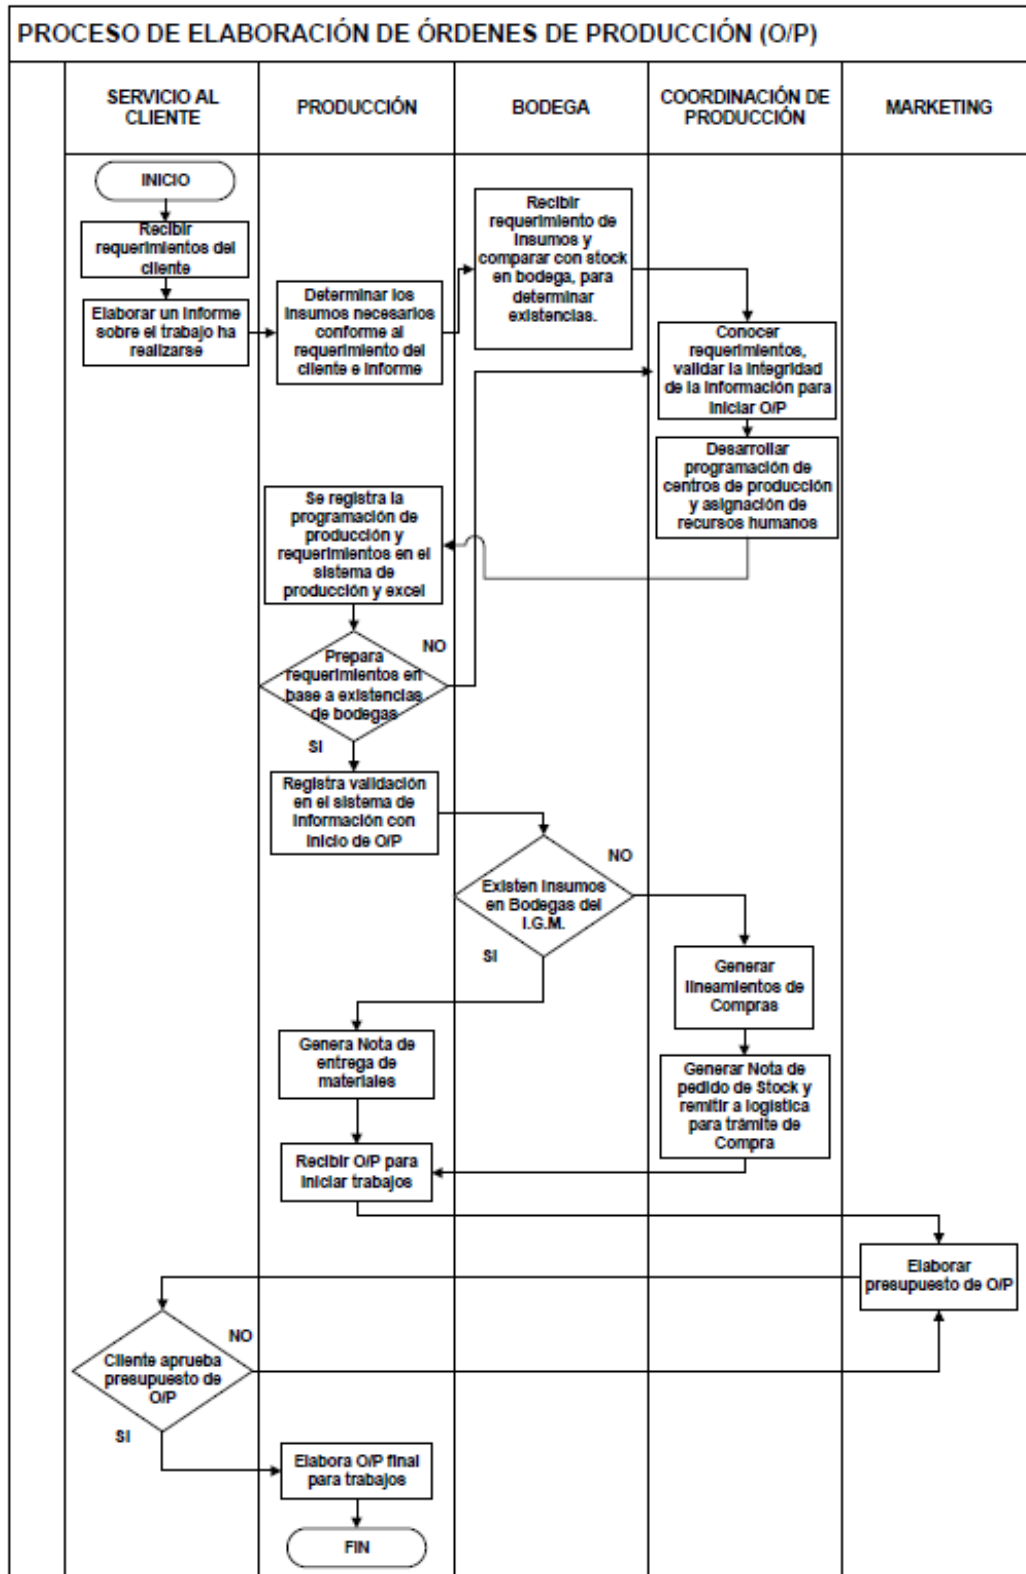 PROCESO DE ELABORACIÓN DE ÓRDENES DE PRODUCCIÓN (O/P)
SERVICIO AL
CLIENTE
PRODUCCIÓN
BODEGA
COORDINACIÓN DE
PRODUCCIÓN
MARKETING
INICIO
Recibir
requerimientos del
cliente
Elaborar un informe
sobre el trabajo ha
realizarse
Determinar los
insumos necesarios
conforme al
requerimiento del
cliente e informe
Recibir
requerimiento de
insumos y
comparar con stock
en bodega, para
determinar
existencias.
Conocer
requerimientos,
validar la integridad
de la información para
iniciar O/P
Desarrollar
programación de
centros de producción
y asignación de
recursos humanos
Se registra la
programación de
producción y
requerimientos en el
sistema de
producción y excel
NO
Prepara
requerimientos en
base a existencias
de bodegas
SI
Registra validación
en el sistema de
información con
inicio de O/P
NO
Existen insumos
en Bodegas del
I.G.M.
SI
Generar
lineamientos de
Compras
Genera Nota de
entrega de
materiales
Generar Nota de
pedido de Stock y
remitir a logística
para trámite de
Compra
Recibir O/P para
iniciar trabajos
Elaborar
presupuesto de O/P
NO
Cliente aprueba
presupuesto de
O/P
SI
Elabora O/P final
para trabajos
FIN